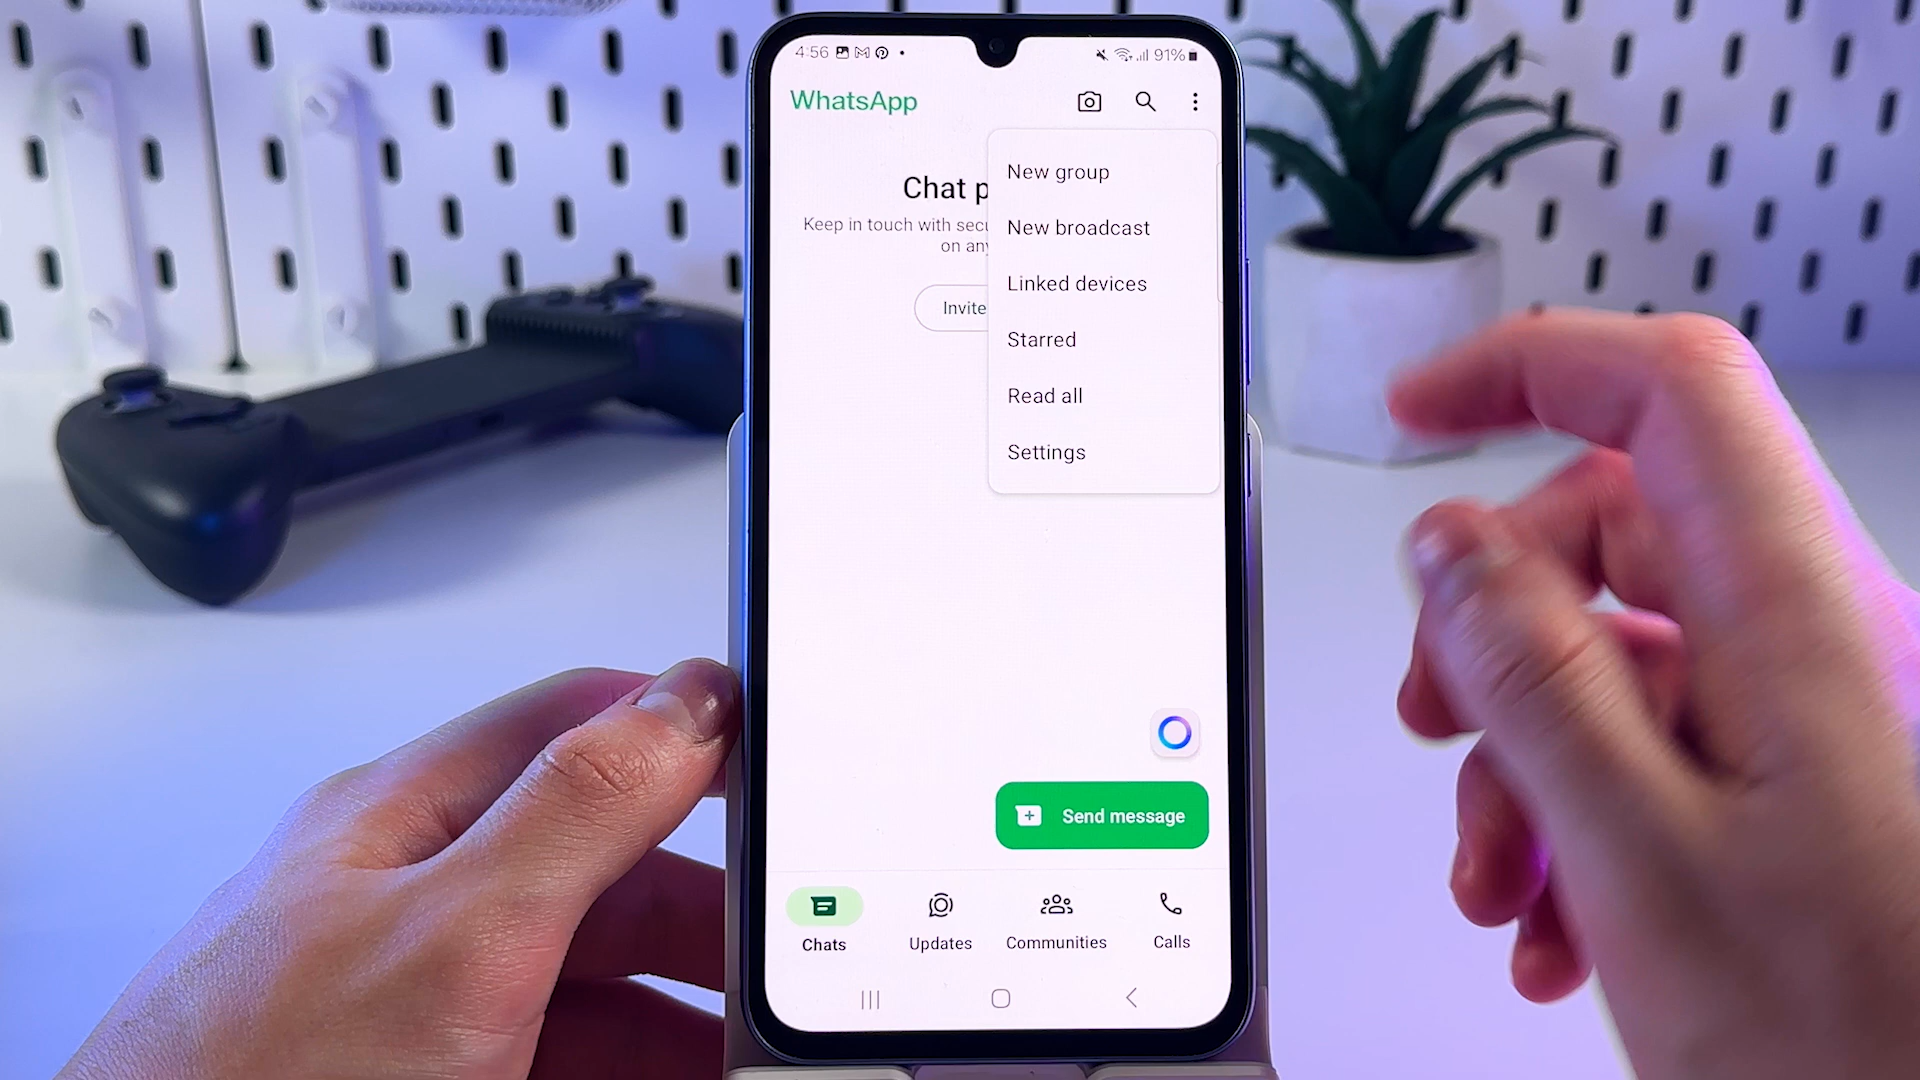 4:56
91%
WhatsApp
New group
Chat p
Keep in touch with secu
New broadcast
on any
Linked devices
Invite
Starred
Read all
Settings
Send message
Chats
Updates
Communities
Calls